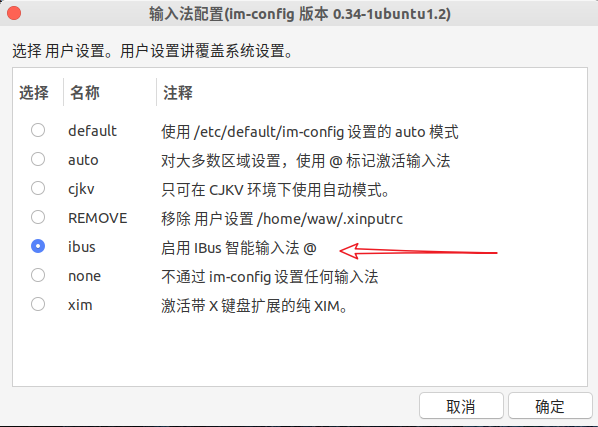 输入法配置(im-config 版本 0.34-1ubuntu1.2)
选择 用户设置。用户设置讲覆盖系统设置。
选择 名称 注释
default 使用 /etc/default/im-config 设置的 auto 模式
auto 对大多数区域设置，使用 @ 标记激活输入法
cjkv 只可在 CJKV 环境下使用自动模式。
REMOVE 移除 用户设置 /home/waw/.xinputrc
ibus 启用 IBus 智能输入法 @
none 不通过 im-config 设置任何输入法
xim 激活带 X 键盘扩展的纯 XIM。
取消 确定